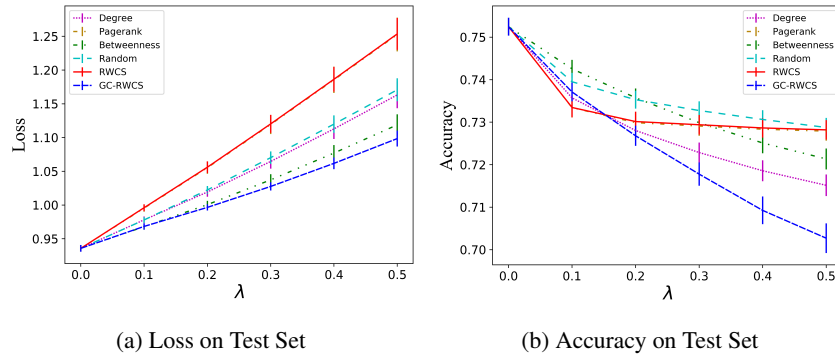 Degree
Pagerank
Betweenness
Random
RWCS
GC-RWCS
1.25
1.20
1.15
1.10
1.05
1.00
0.95
Loss
0.0 0.1 0.2 0.3 0.4 0.5
λ
(a) Loss on Test Set
Degree
Pagerank
Betweenness
Random
RWCS
GC-RWCS
0.75
0.74
0.73
0.72
0.71
0.70
Accuracy
0.0 0.1 0.2 0.3 0.4 0.5
λ
(b) Accuracy on Test Set